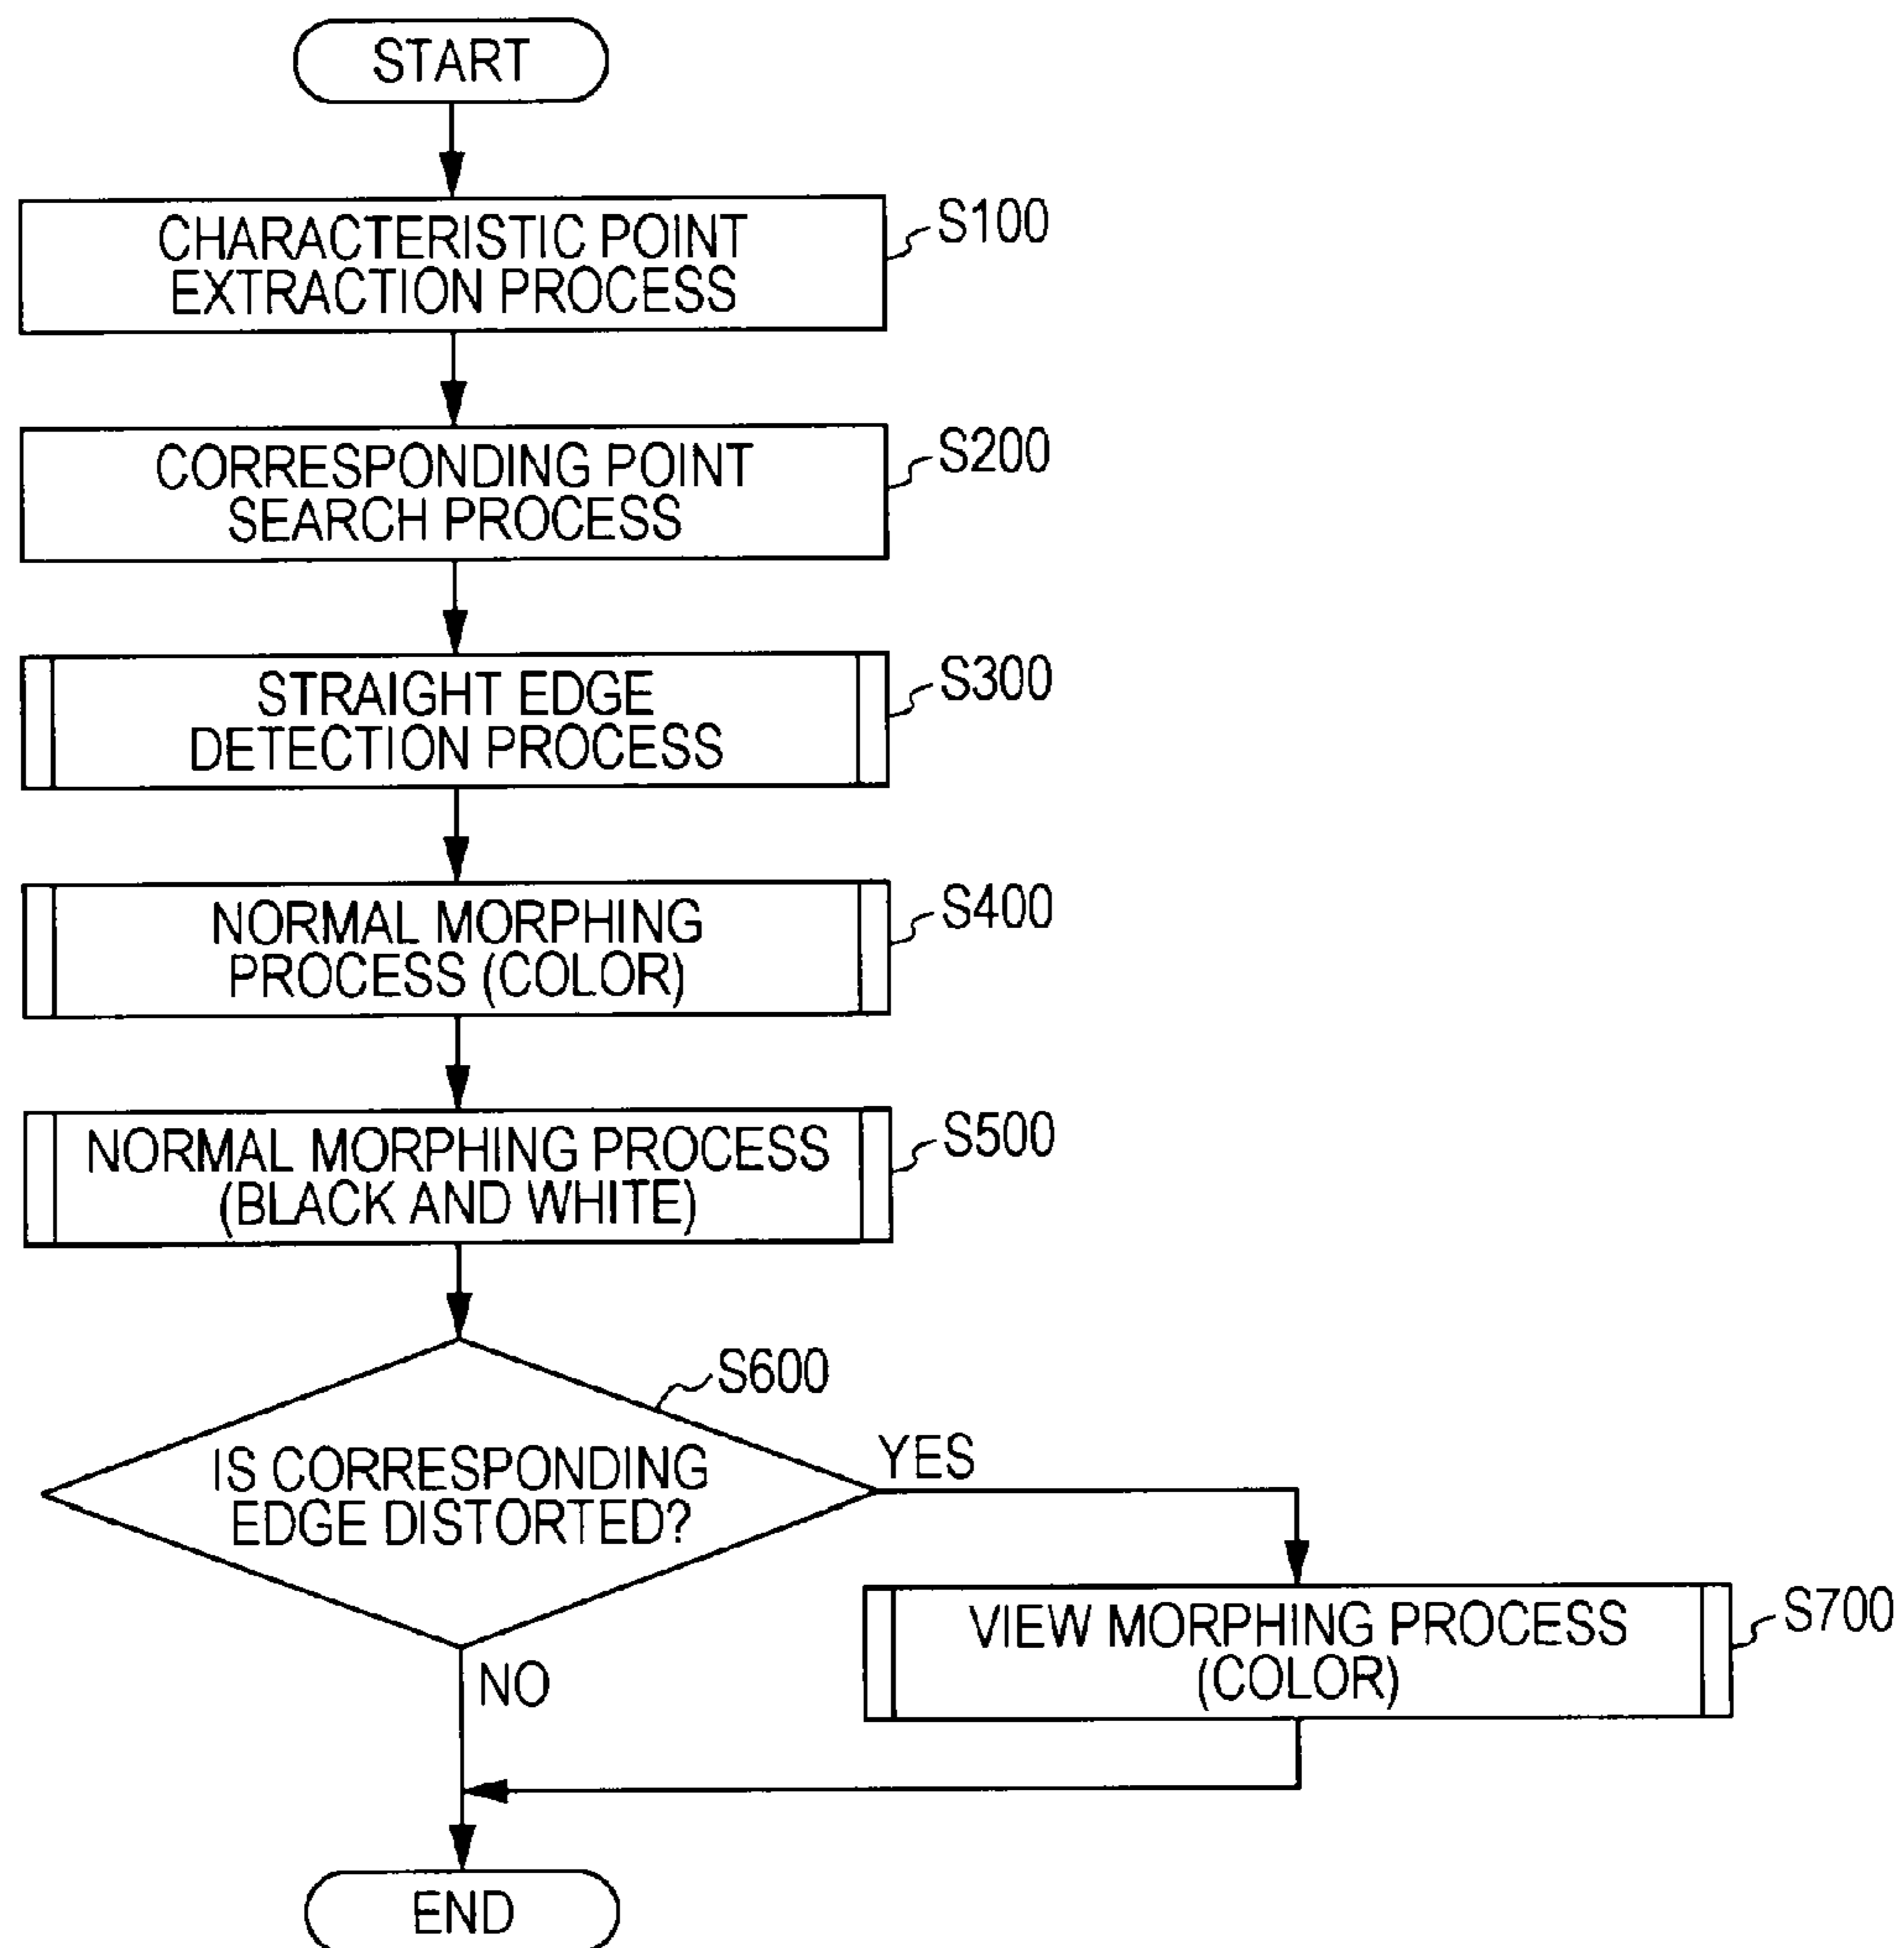 START
CHARACTERISTIC POINT
EXTRACTION PROCESS
S100
CORRESPONDING POINT
SEARCH PROCESS
S200
STRAIGHT EDGE
DETECTION PROCESS
S300
NORMAL MORPHING
PROCESS (COLOR)
S400
NORMAL MORPHING PROCESS
(BLACK AND WHITE)
S500
S600
IS CORRESPONDING
EDGE DISTORTED?
YES
VIEW MORPHING PROCESS
(COLOR)
S700
NO
END